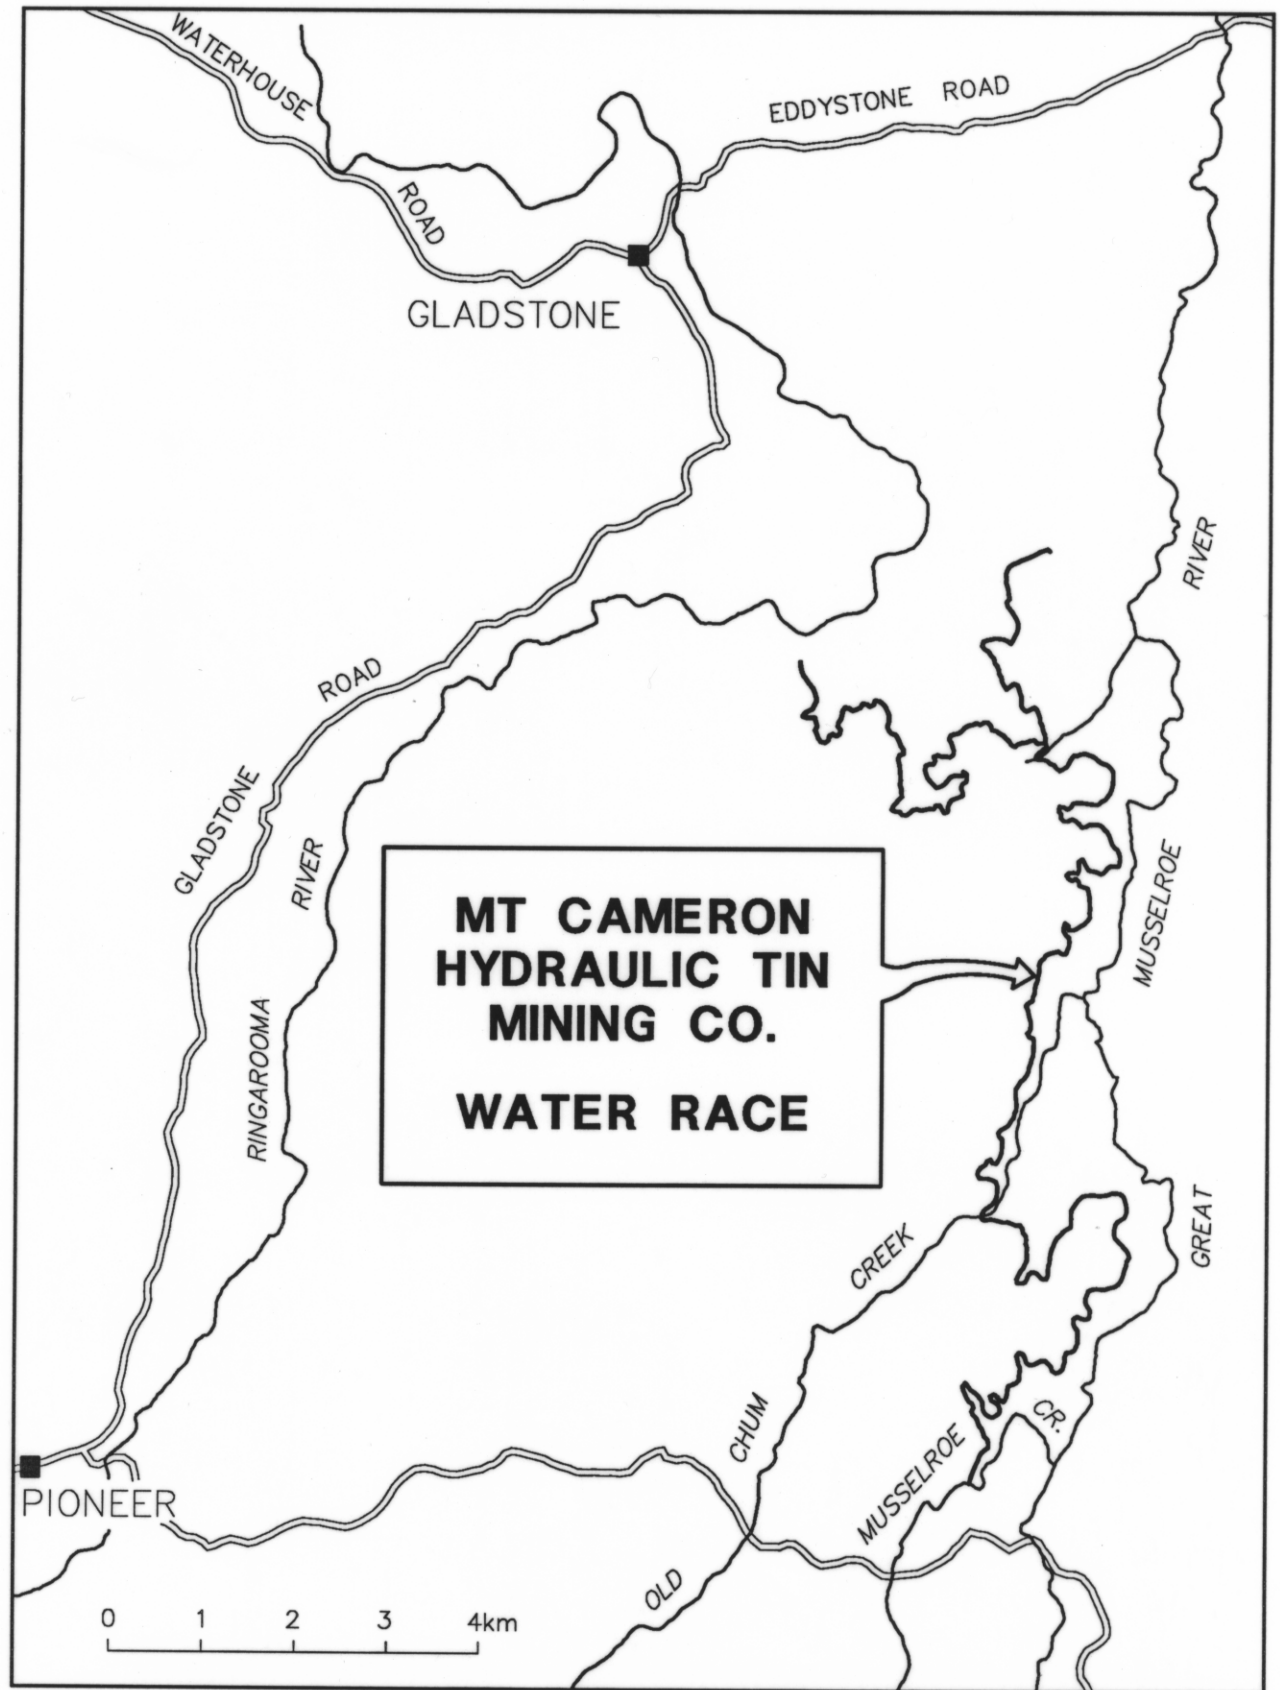 WATERHOUSE
ROAD
EDDYSTONE ROAD
GLADSTONE
RIVER
ROAD
GLADSTONE
RIVER
RINGAROOMA
MUSSELROE
GREAT
MT CAMERON
HYDRAULIC TIN
MINING CO.
WATER RACE
CREEK
CHUM
OLD
MUSSELROE
CR.
PIONEER
0 1 2 3 4km